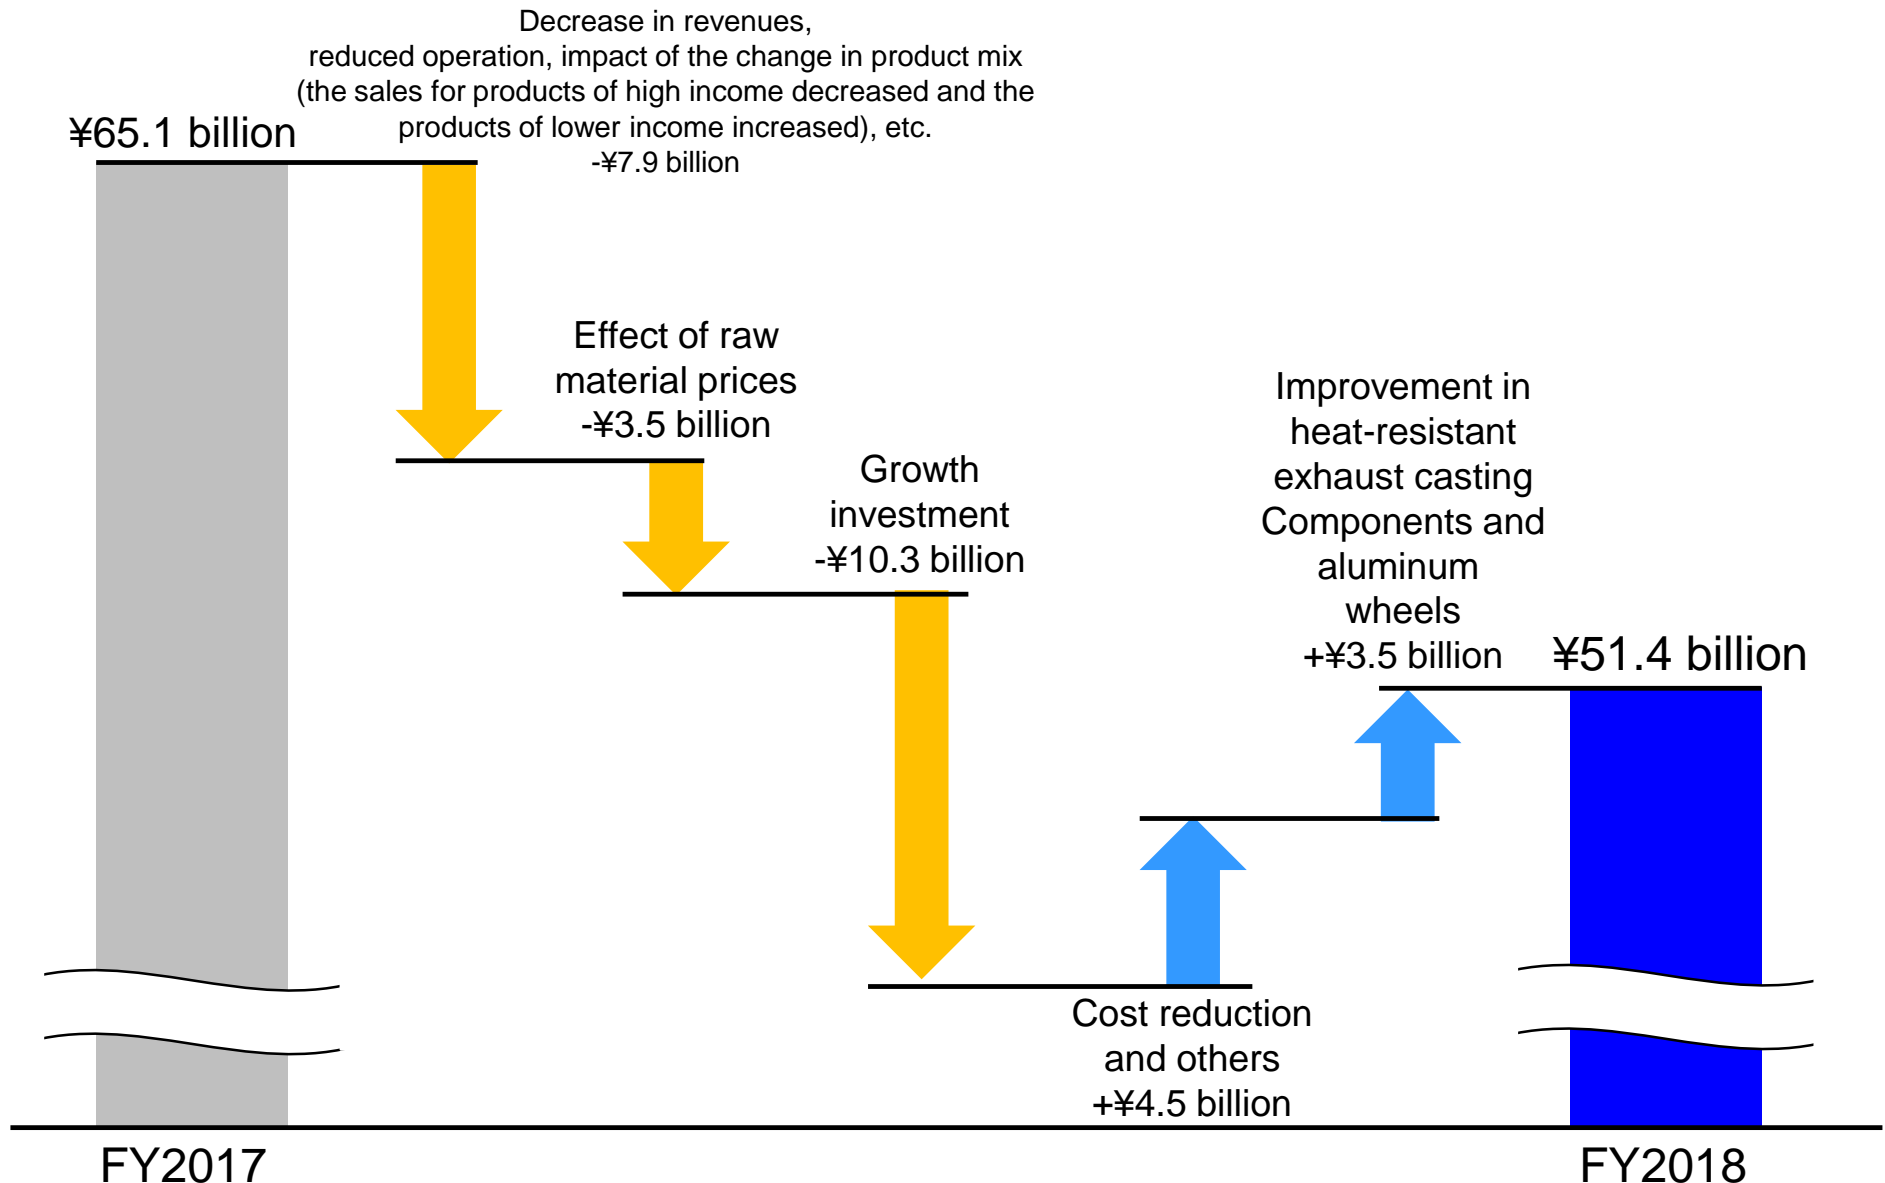 Decrease in revenues,
reduced operation, impact of the change in product mix
(the sales for products of high income decreased and the
products of lower income increased), etc.
-¥7.9 billion
¥65.1 billion
Effect of raw
material prices
-¥3.5 billion
Growth
investment
-¥10.3 billion
Improvement in
heat-resistant
exhaust casting
Components and
aluminum
wheels
+¥3.5 billion
¥51.4 billion
Cost reduction
and others
+¥4.5 billion
FY2017
FY2018